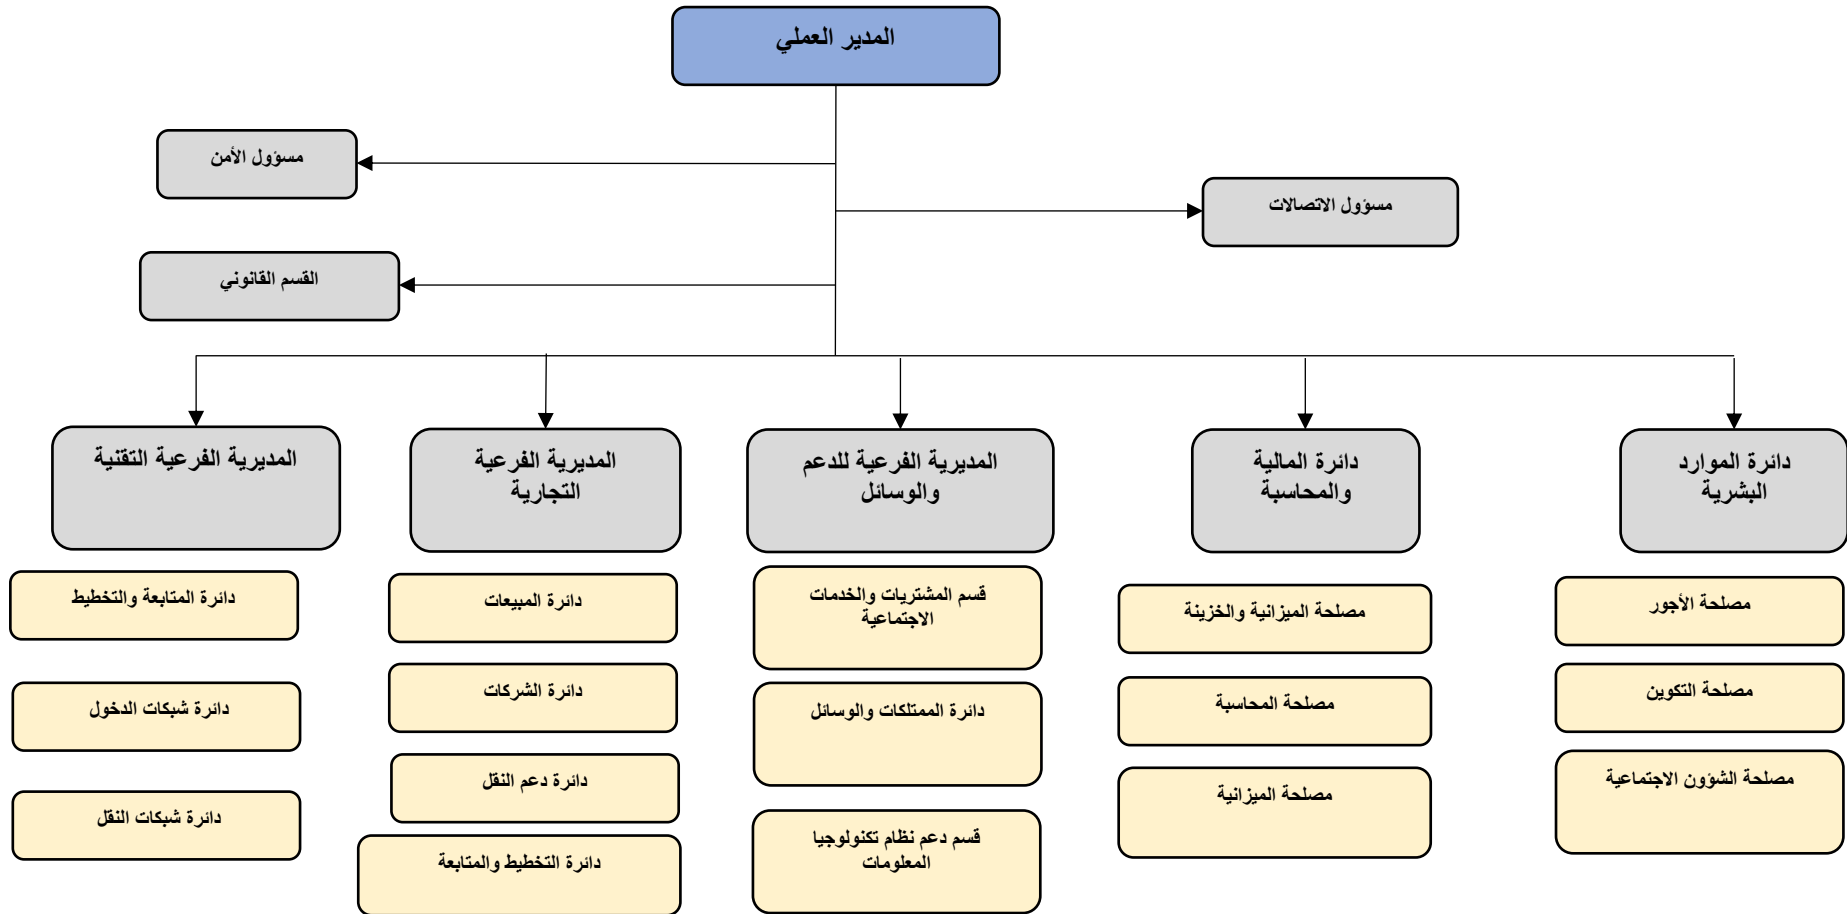 المدير العملي
مسؤول الأمن
مسؤول الاتصالات
القسم القانوني
دائرة الموارد
البشرية
دائرة المالية
والمحاسبة
المديرية الفرعية للدعم
والوسائل
المديرية الفرعية
التجارية
المديرية الفرعية التقنية
مصلحة الأجور
مصلحة التكوين
مصلحة الشؤون الاجتماعية
مصلحة الميزانية والخزينة
مصلحة المحاسبة
مصلحة الميزانية
قسم المشتريات والخدمات
الاجتماعية
دائرة الممتلكات والوسائل
قسم دعم نظام تكنولوجيا
المعلومات
دائرة المبيعات
دائرة الشركات
دائرة دعم النقل
دائرة التخطيط والمتابعة
دائرة المتابعة والتخطيط
دائرة شبكات الدخول
دائرة شبكات النقل